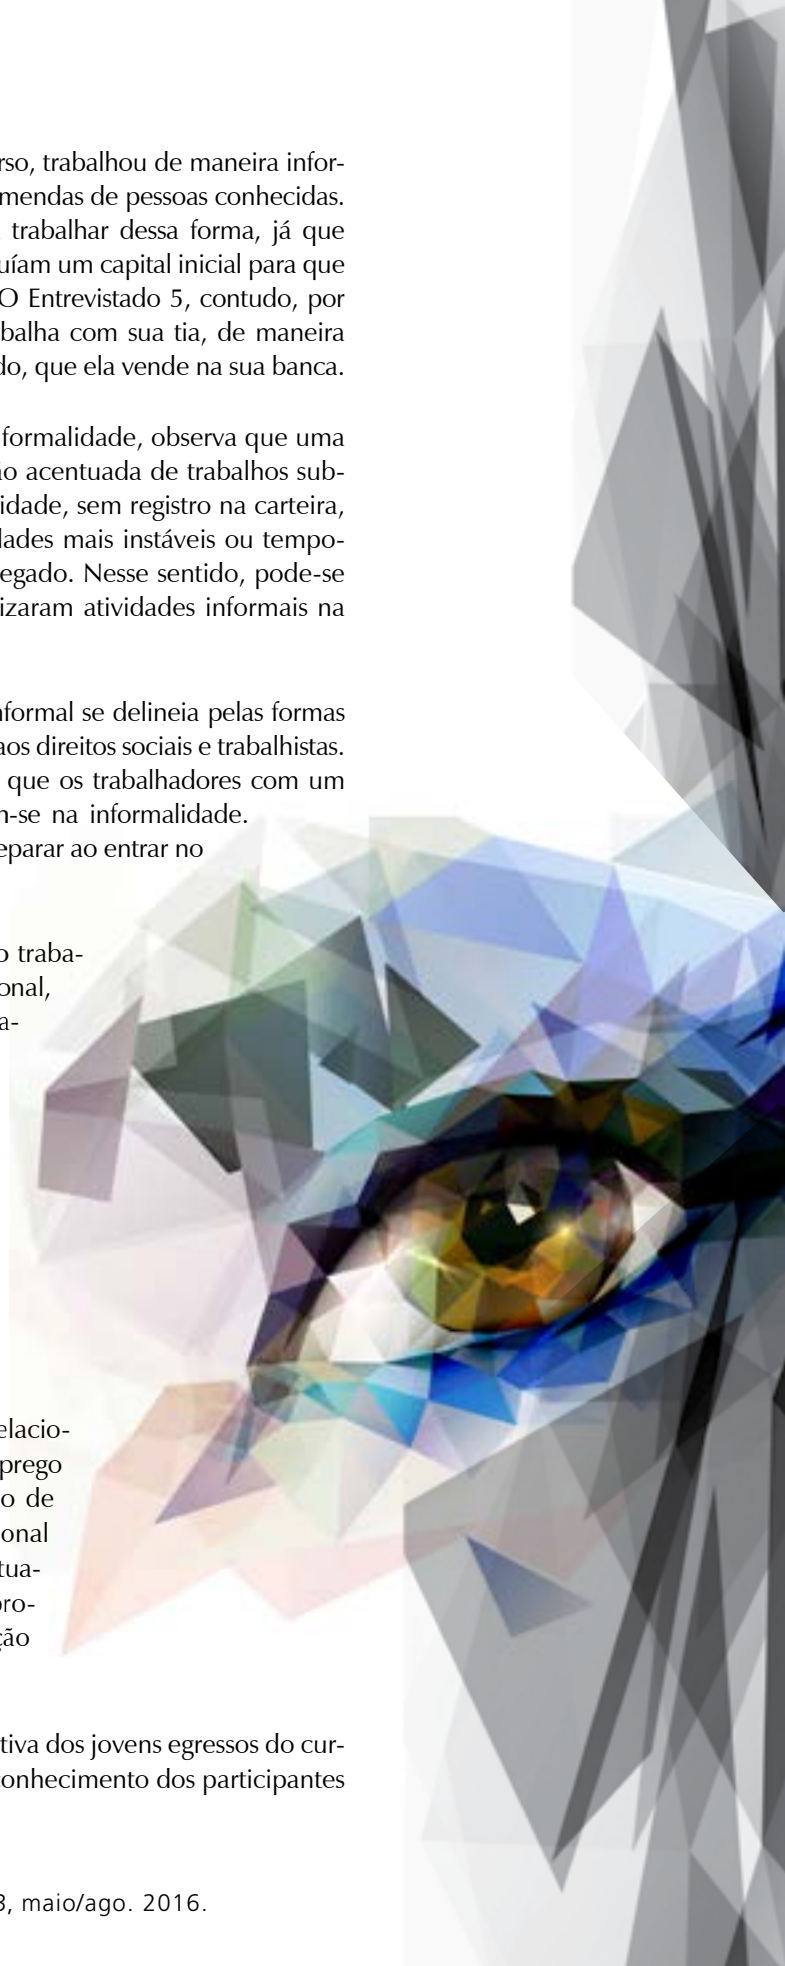 rso, trabalhou de maneira infor-
mendas de pessoas conhecidas.
trabalhar dessa forma, já que
uíam um capital inicial para que
O Entrevistado 5, contudo, por
balha com sua tia, de maneira
do, que ela vende na sua banca.
formalidade, observa que uma
ão acentuada de trabalhos sub-
idade, sem registro na carteira,
dades mais instáveis ou tempo-
egado. Nesse sentido, pode-se
izaram atividades informais na
nformal se delineia pelas formas
aos direitos sociais e trabalhistas.
que os trabalhadores com um
m-se na informalidade.
eparar ao entrar no
o traba-
onal,
a-
elacio-
prego
o de
onal
tua-
pro-
ção
tiva dos jovens egressos do cur-
conhecimento dos participantes
3, maio/ago. 2016.